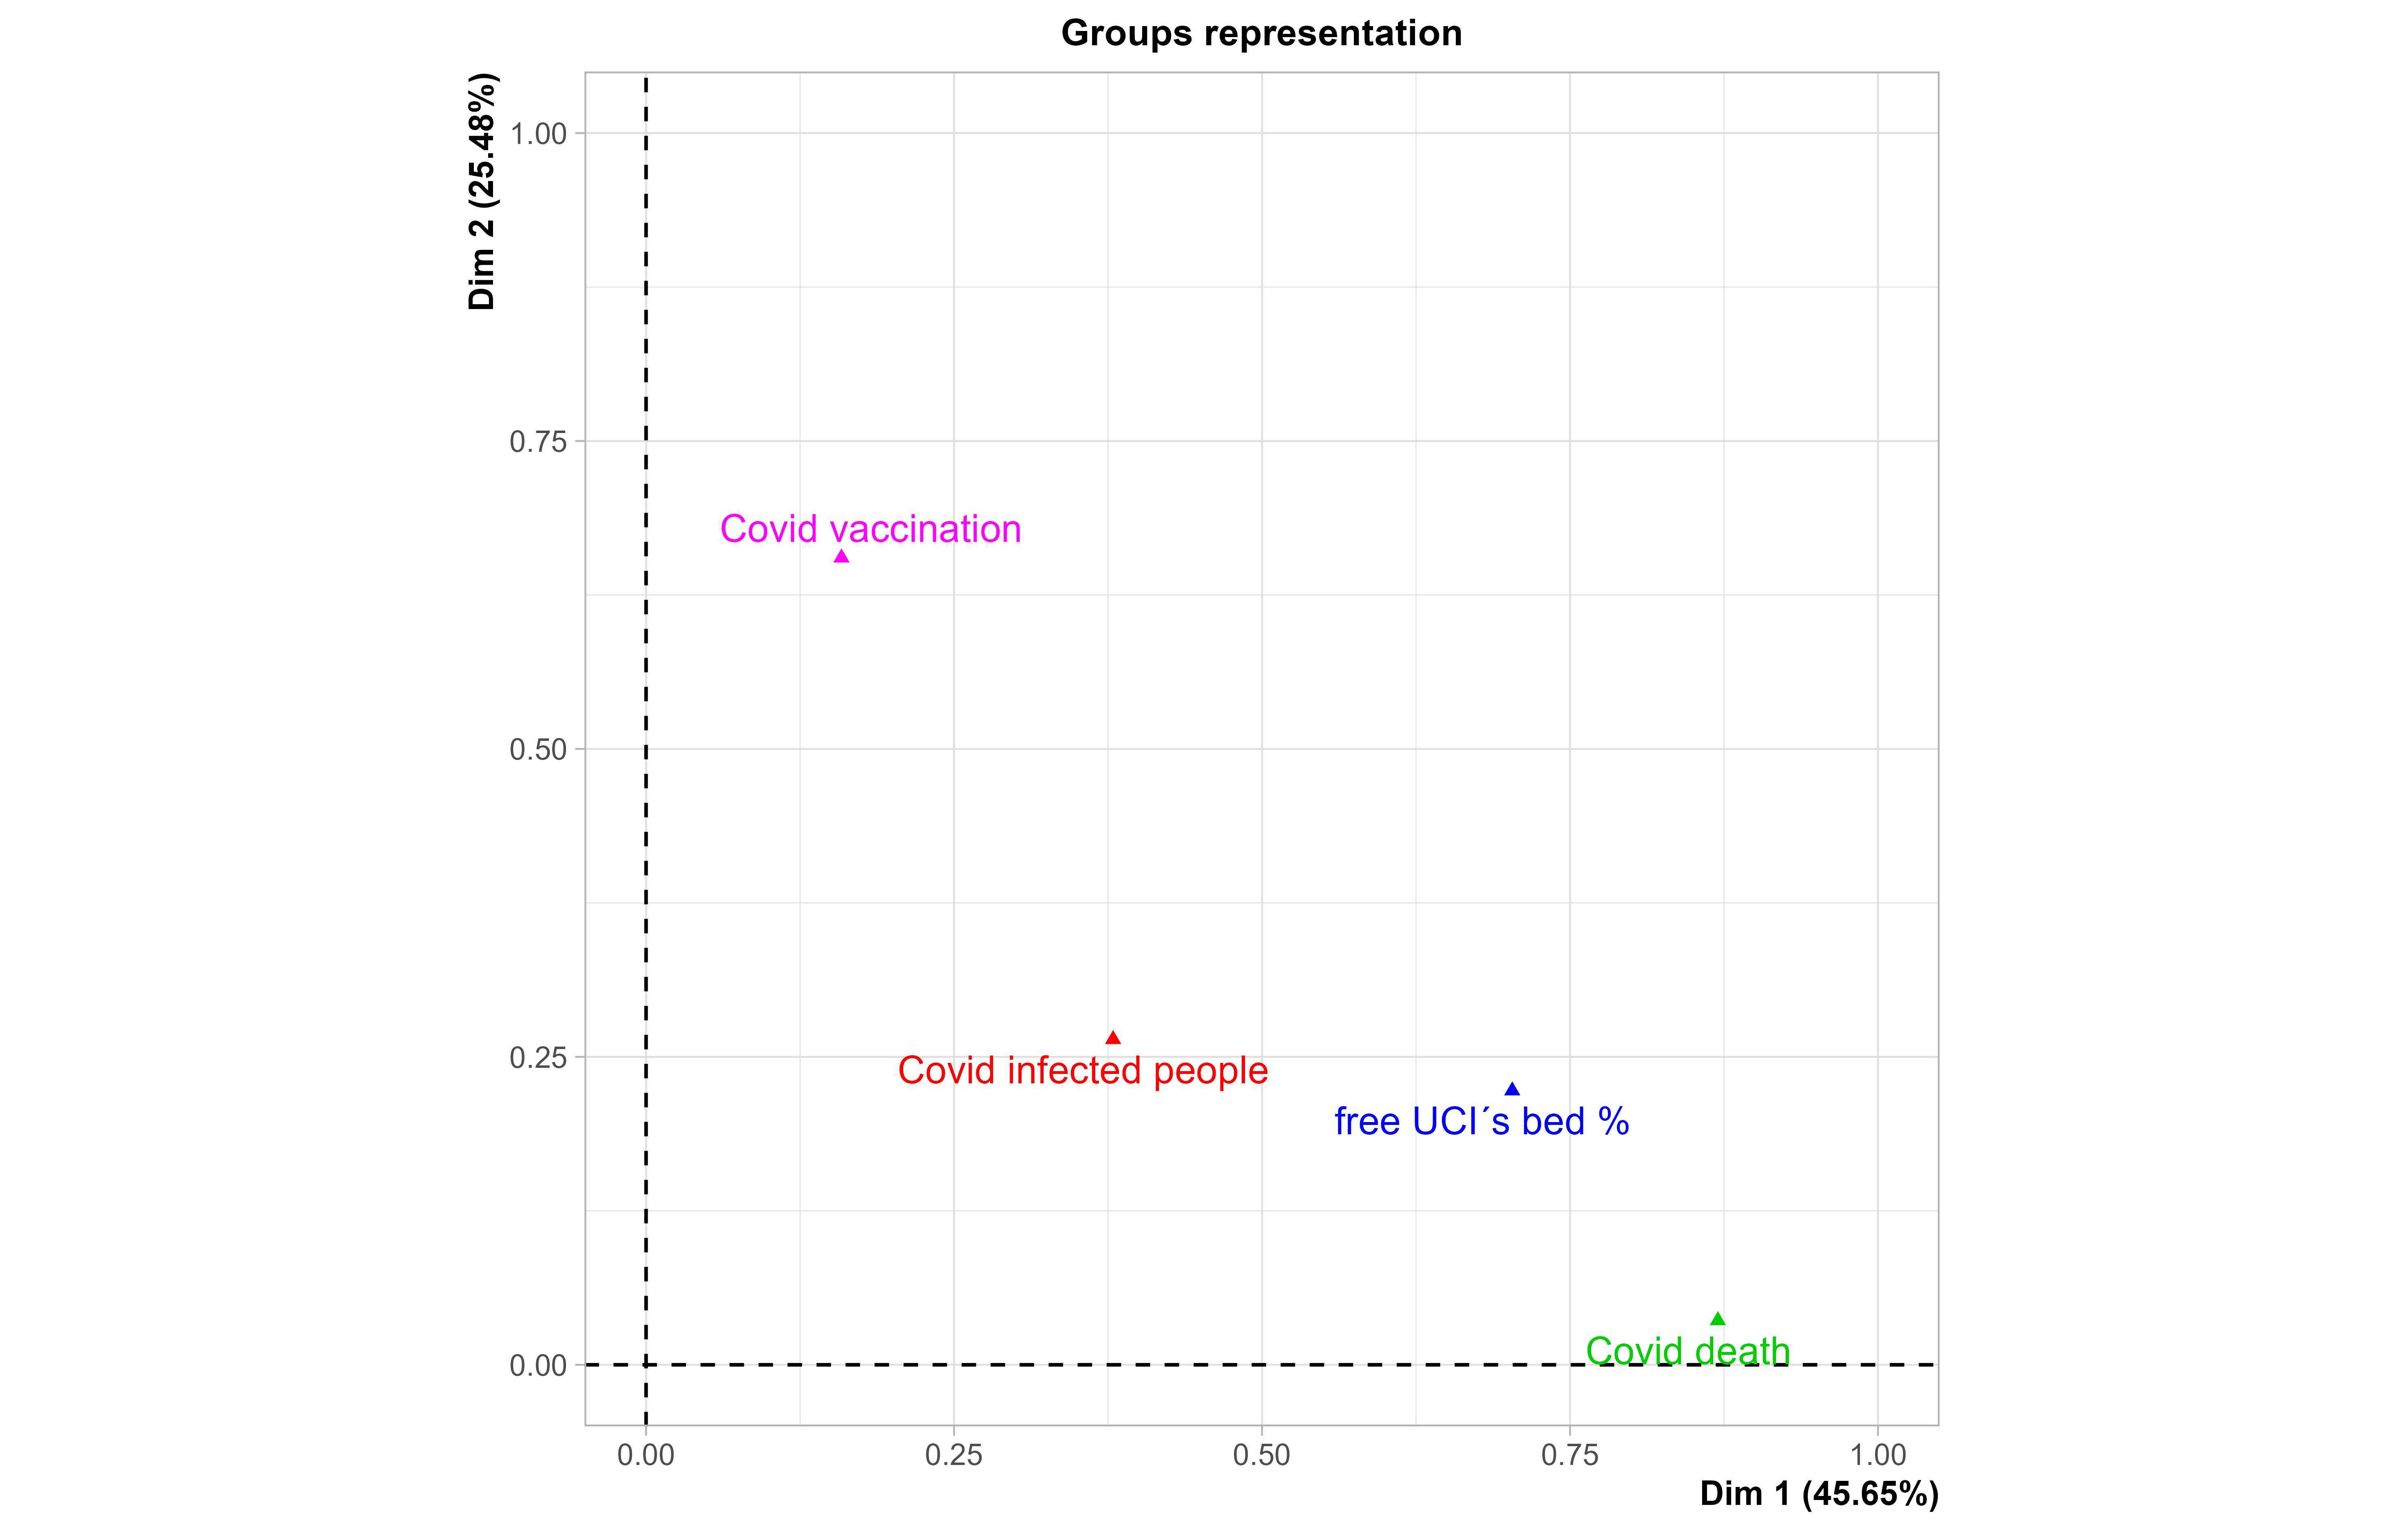 Groups representation
Dim 2 (25.48%)
1.00
0.75
Covid vaccination
0.50
0.25
Covid infected people
free UCI´s bed %
Covid death
0.00
0.00 0.25 0.50 0.75 1.00
Dim 1 (45.65%)